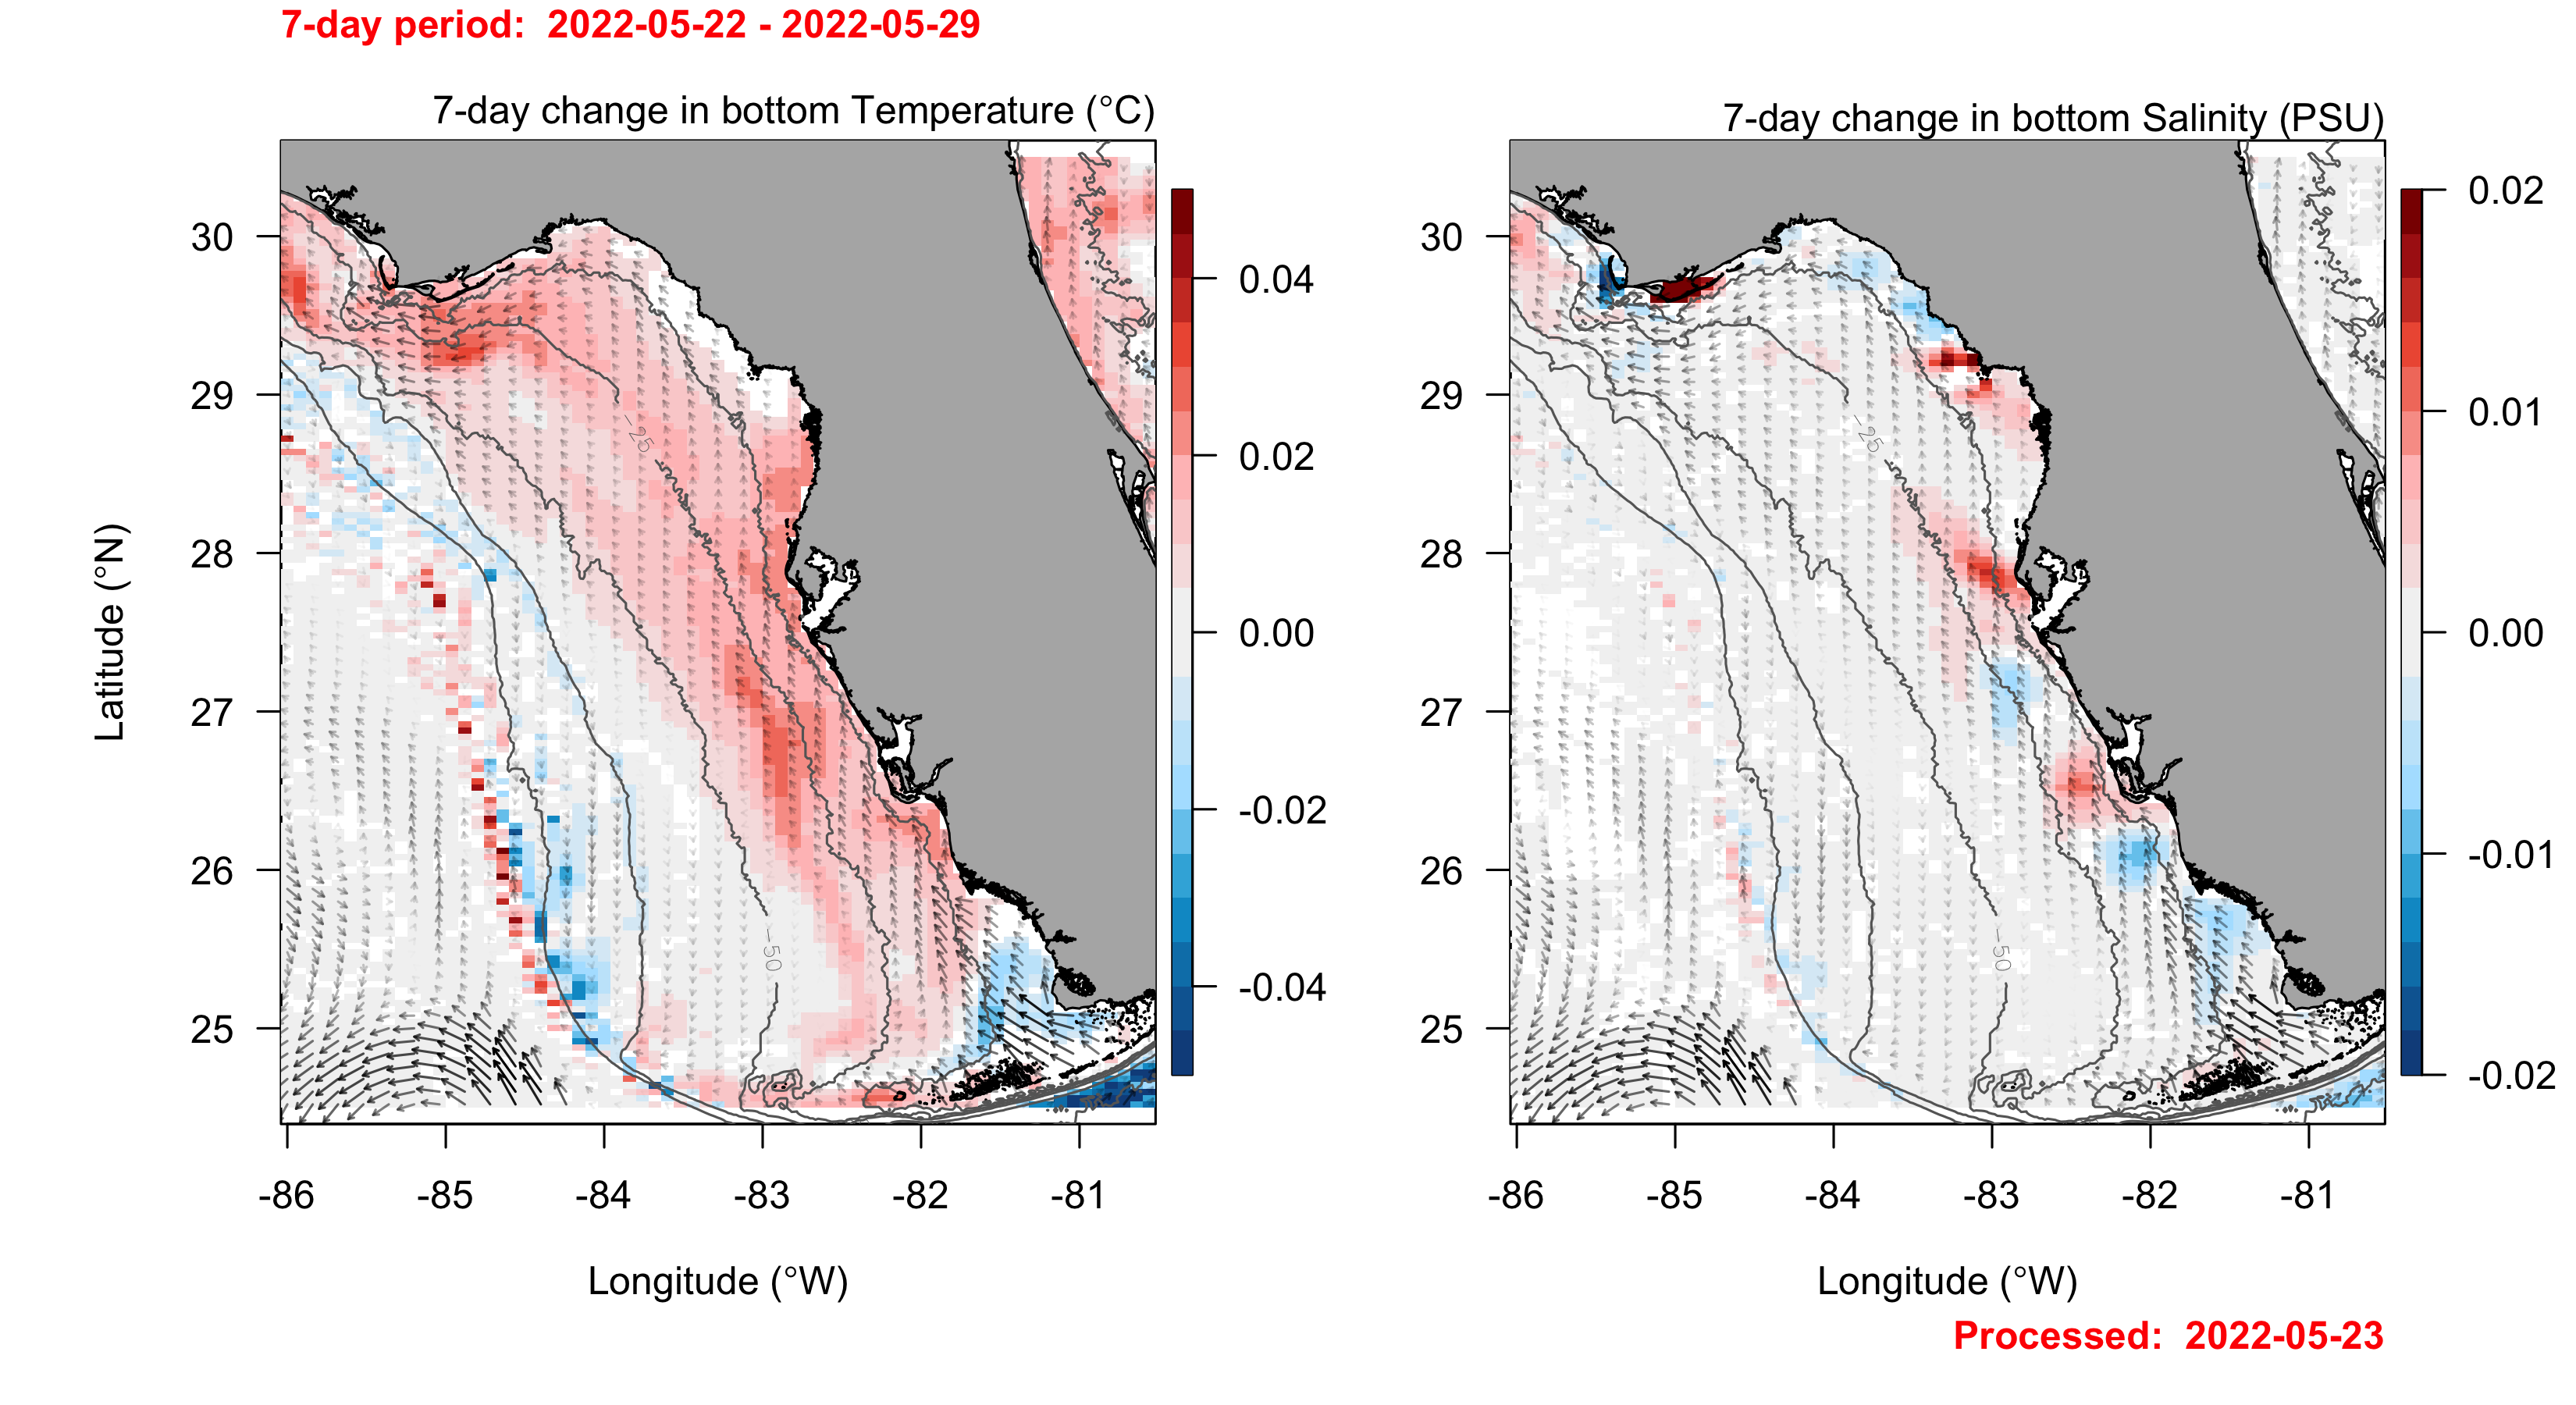 7-day period:  2022-05-22 - 2022-05-29
7-day change in bottom Temperature (°C)
7-day change in bottom Salinity (PSU)
30
29
28
27
26
25
Latitude (°N)
-25
-50
0.04
0.02
0.00
-0.02
-0.04
-86 -85 -84 -83 -82 -81
Longitude (°W)
30
29
28
27
26
25
-25
-50
0.02
0.01
0.00
-0.01
-0.02
-86 -85 -84 -83 -82 -81
Longitude (°W)
Processed:  2022-05-23